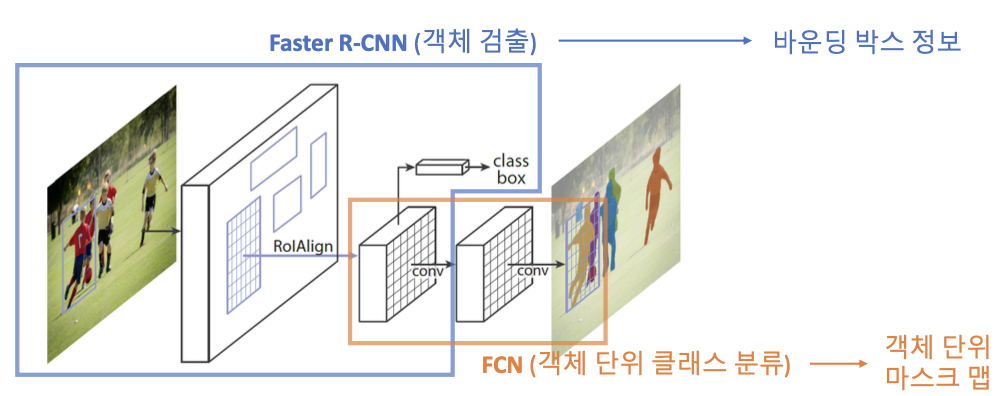 Faster R-CNN (객체 검출)
바운딩 박스 정보
class
box
RoIAlign
conv
conv
FCN (객체 단위 클래스 분류)
객체 단위
마스크 맵